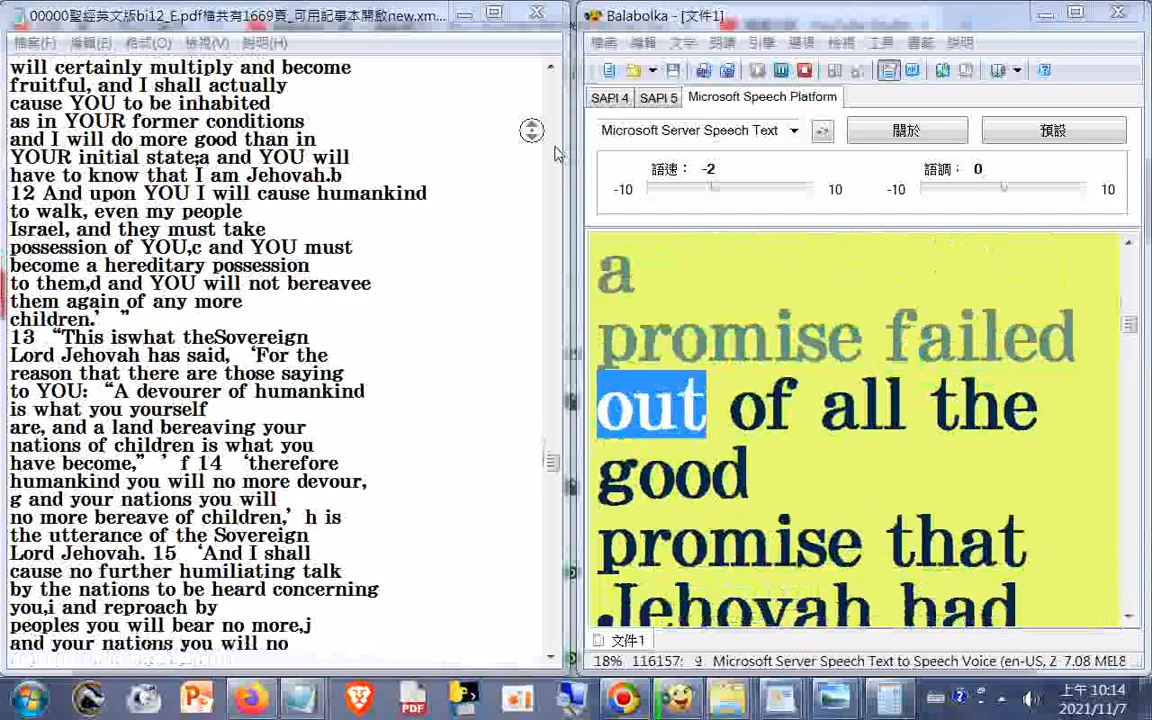 00000聖經英文版bi12_E.pdf檔共有1669頁_可用記事本開啟new.xm...
檔案(F) 編輯(E) 格式(O) 檢視(V) 說明(H)
will certainly multiply and become
fruitful, and I shall actually
cause YOU to be inhabited
as in YOUR former conditions
and I will do more good than in
YOUR initial state;a and YOU will
have to know that I am Jehovah.b
12 And upon YOU I will cause humankind
to walk, even my people
Israel, and they must take
possession of YOU,c and YOU must
become a hereditary possession
to them,d and YOU will not bereavee
them again of any more
children.’ ”
13 “This iswhat theSovereign
Lord Jehovah has said, ‘For the
reason that there are those saying
to YOU: “A devourer of humankind
is what you yourself
are, and a land bereaving your
nations of children is what you
have become,” ’ f 14 ‘therefore
humankind you will no more devour,
g and your nations you will
no more bereave of children,’ h is
the utterance of the Sovereign
Lord Jehovah. 15 ‘And I shall
cause no further humiliating talk
by the nations to be heard concerning
you,i and reproach by
peoples you will bear no more,j
and your nations you will no
Balabolka - [文件1]
檔案 編輯 文字 朗讀 引擎 選項 檢視 工具 書籤 說明
SAPI 4 SAPI 5 Microsoft Speech Platform
Microsoft Server Speech Text 關於 預設
語速： -2 語調： 0
-10 10 -10 10
a
promise failed
out of all the
good
promise that
Jehovah had
文件1
18% 116157: 9 Microsoft Server Speech Text to Speech Voice (en-US, Z 7.08 MEL8
PDF
上午 10:14
2021/11/7